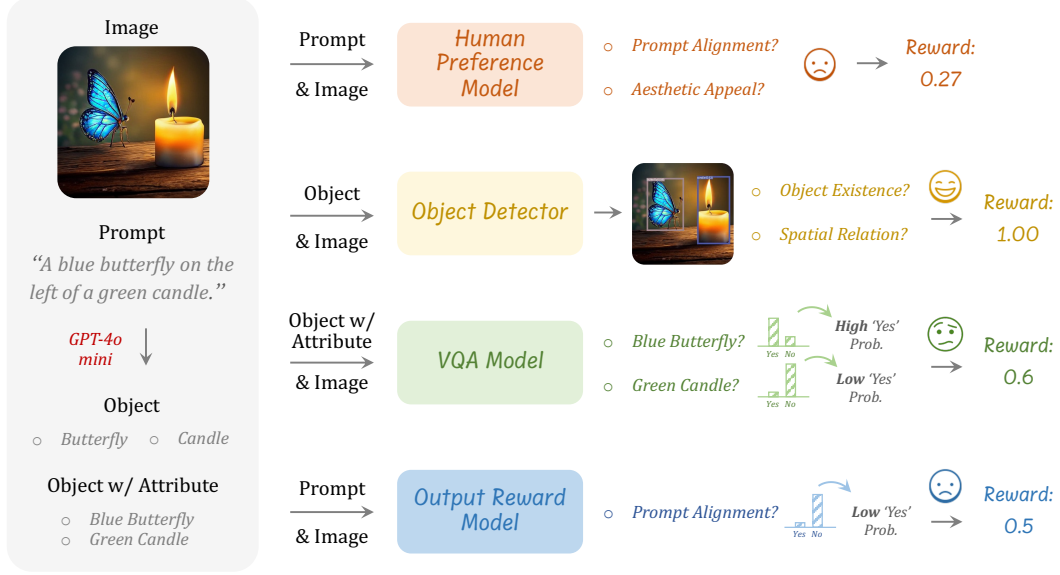 Image
Prompt
“A blue butterfly on the
left of a green candle.”
GPT-4o
mini
Object
○ Butterfly ○ Candle
Object w/ Attribute
○ Blue Butterfly
○ Green Candle
Prompt
& Image
Human
Preference
Model
○ Prompt Alignment?
○ Aesthetic Appeal?
Reward:
0.27
Object
& Image
Object Detector
○ Object Existence?
○ Spatial Relation?
Reward:
1.00
Object w/
Attribute
& Image
VQA Model
○ Blue Butterfly?
Yes No
High ‘Yes’
Prob.
○ Green Candle?
Yes No
Low ‘Yes’
Prob.
Reward:
0.6
Prompt
& Image
Output Reward
Model
○ Prompt Alignment?
Yes No
Low ‘Yes’
Prob.
Reward:
0.5